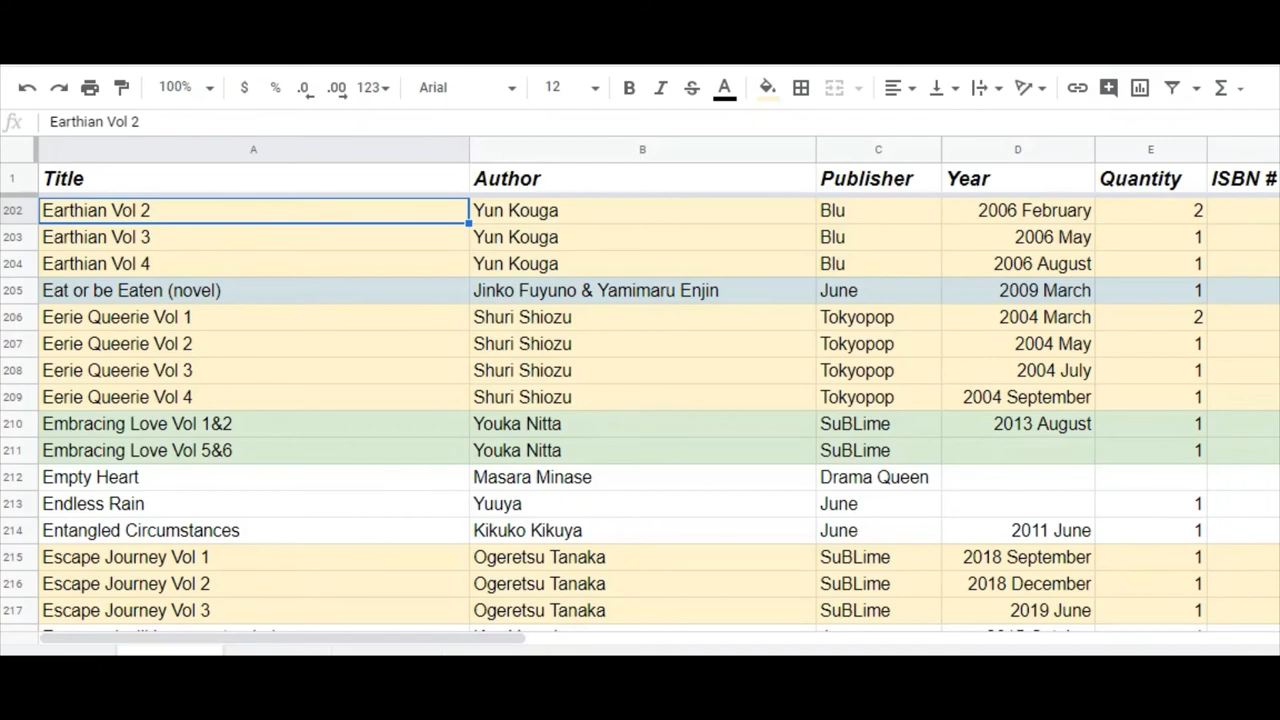 100% $ % .0 .00 123 Arial 12 B I S A Σ
fx Earthian Vol 2
A B C D E
1 Title Author Publisher Year Quantity ISBN #
202 Earthian Vol 2 Yun Kouga Blu 2006 February 2
203 Earthian Vol 3 Yun Kouga Blu 2006 May 1
204 Earthian Vol 4 Yun Kouga Blu 2006 August 1
205 Eat or be Eaten (novel) Jinko Fuyuno & Yamimaru Enjin June 2009 March 1
206 Eerie Queerie Vol 1 Shuri Shiozu Tokyopop 2004 March 2
207 Eerie Queerie Vol 2 Shuri Shiozu Tokyopop 2004 May 1
208 Eerie Queerie Vol 3 Shuri Shiozu Tokyopop 2004 July 1
209 Eerie Queerie Vol 4 Shuri Shiozu Tokyopop 2004 September 1
210 Embracing Love Vol 1&2 Youka Nitta SuBLime 2013 August 1
211 Embracing Love Vol 5&6 Youka Nitta SuBLime 1
212 Empty Heart Masara Minase Drama Queen
213 Endless Rain Yuuya June 1
214 Entangled Circumstances Kikuko Kikuya June 2011 June 1
215 Escape Journey Vol 1 Ogeretsu Tanaka SuBLime 2018 September 1
216 Escape Journey Vol 2 Ogeretsu Tanaka SuBLime 2018 December 1
217 Escape Journey Vol 3 Ogeretsu Tanaka SuBLime 2019 June 1